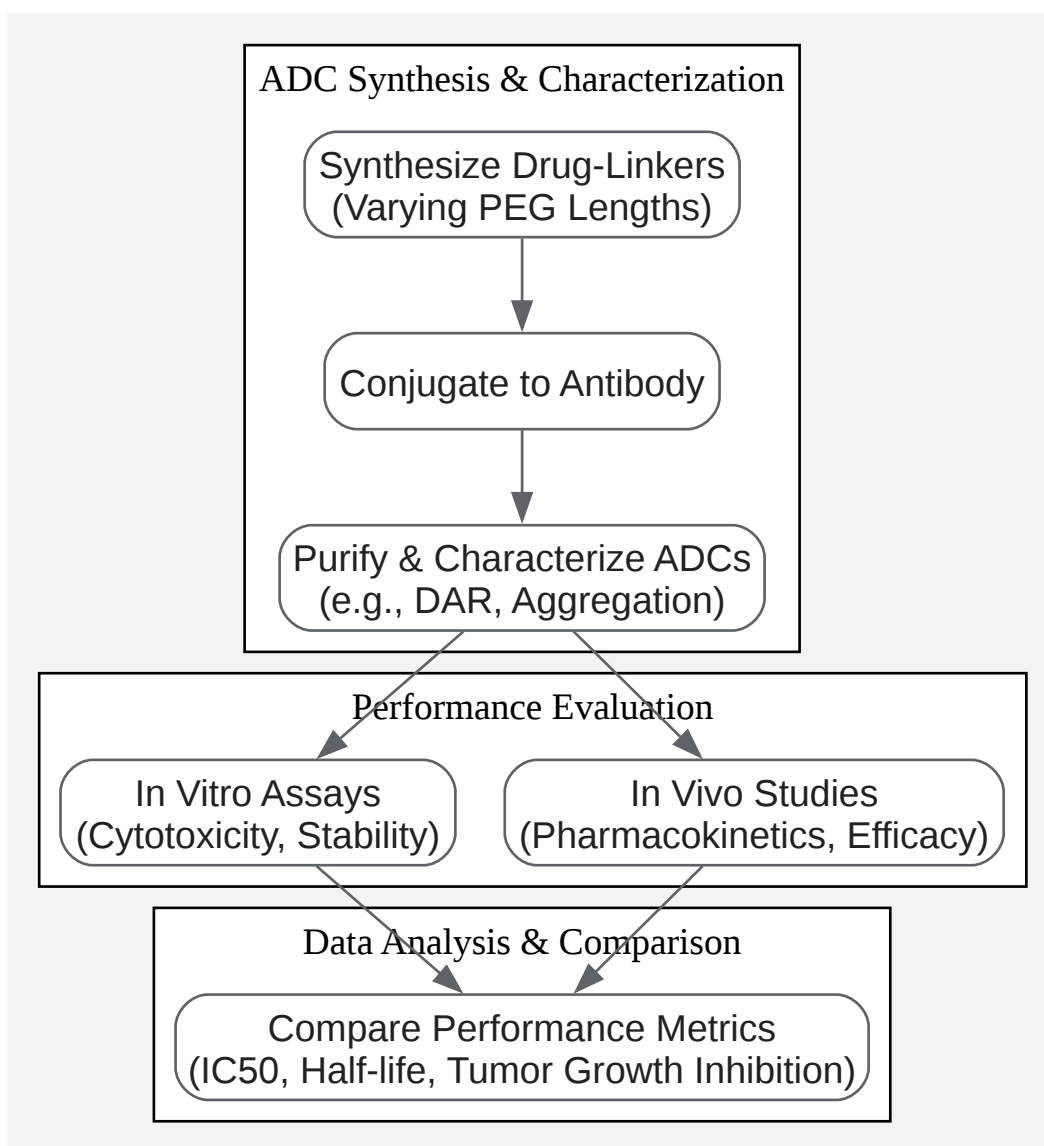 ADC Synthesis & Characterization
Synthesize Drug-Linkers
(Varying PEG Lengths)
Conjugate to Antibody
Purify & Characterize ADCs
(e.g., DAR, Aggregation)
Performance Evaluation
In Vitro Assays
(Cytotoxicity, Stability)
In Vivo Studies
(Pharmacokinetics, Efficacy)
Data Analysis & Comparison
Compare Performance Metrics
(IC50, Half-life, Tumor Growth Inhibition)